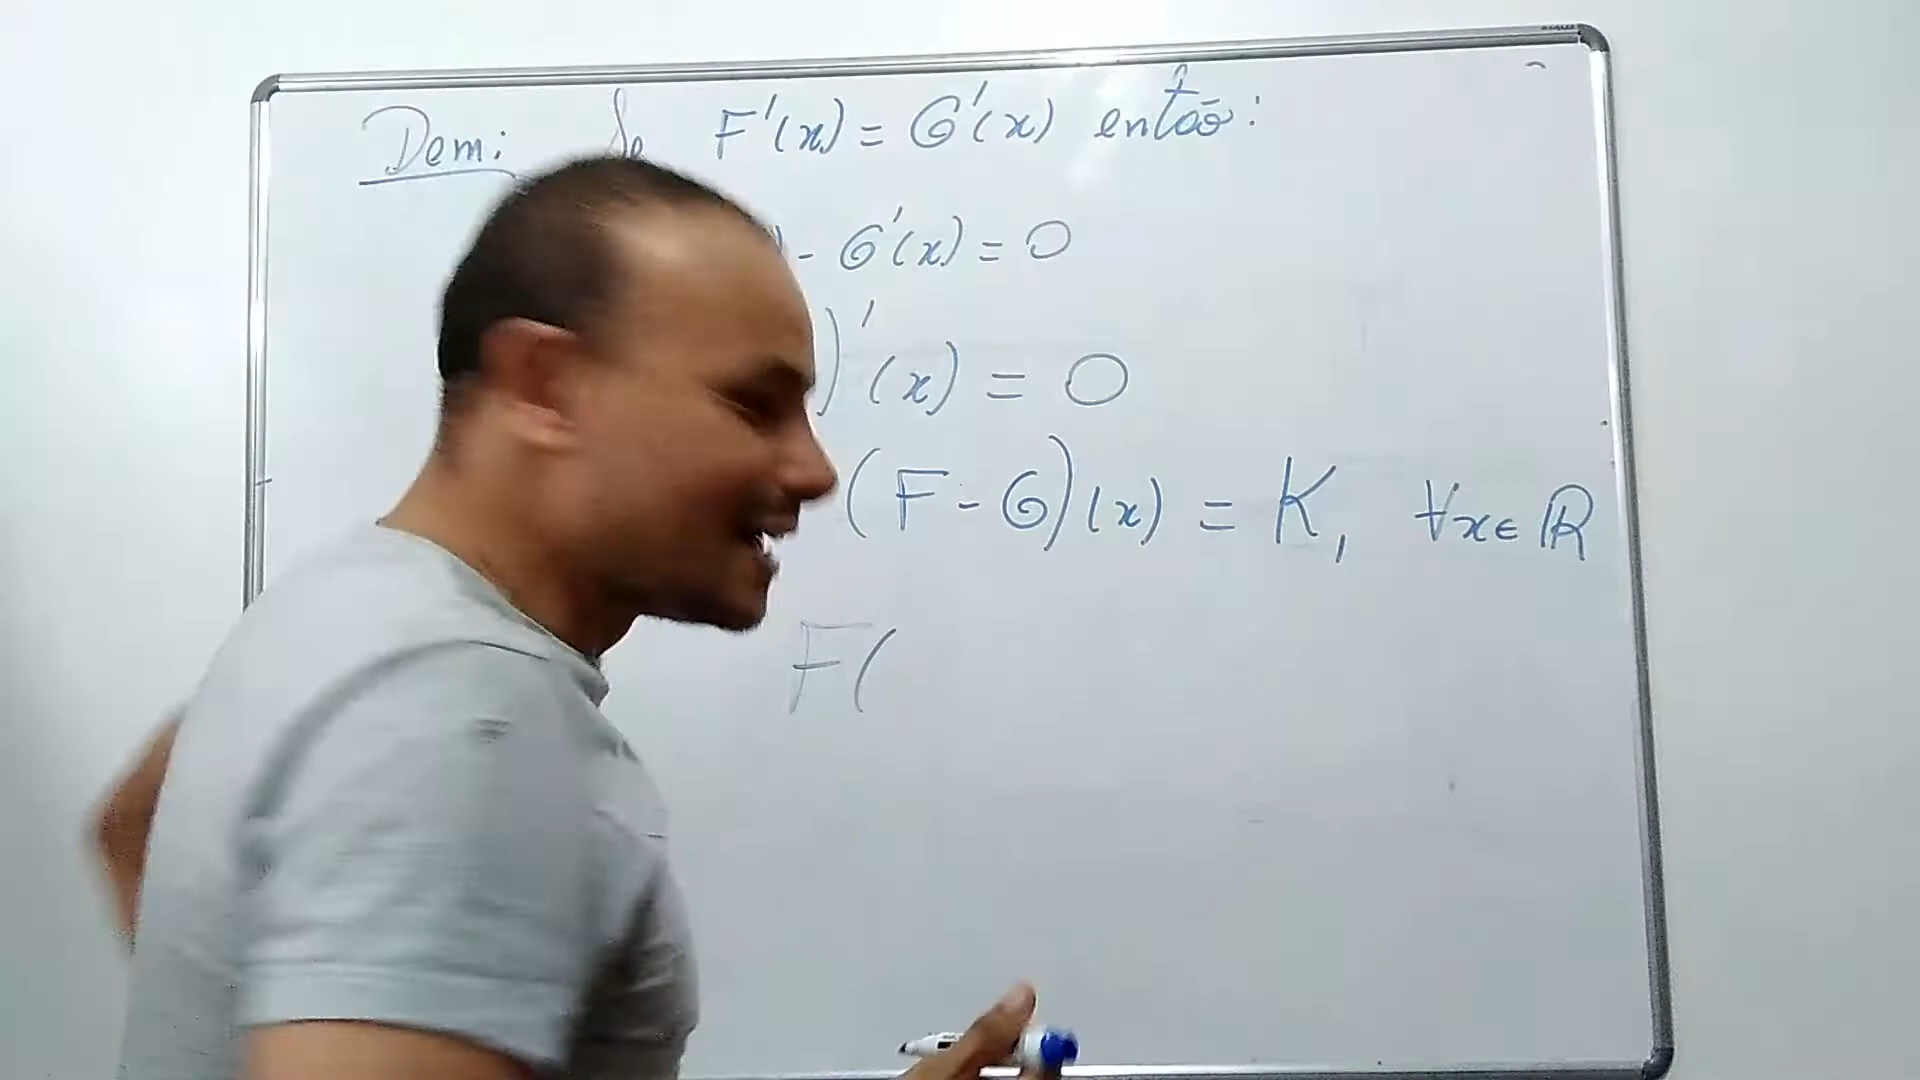 Dem: Se F'(x) = G'(x) então:
- G'(x) = 0
)'(x) = 0
(F - G)(x) = K, ∀x∈ℝ
F(